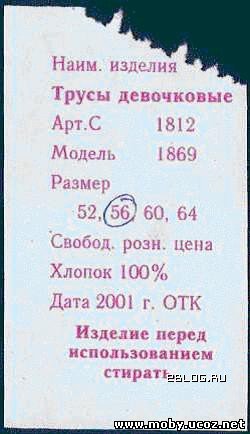 Наим. изделия
Трусы девочковые
Арт.С 1812
Модель 1869
Размер
52, 56, 60, 64
Свобод. розн. цена
Хлопок 100%
Дата 2001 г. ОТК
Изделие перед
использованием
стирать
2BLOG.RU
www.moby.ucoz.net